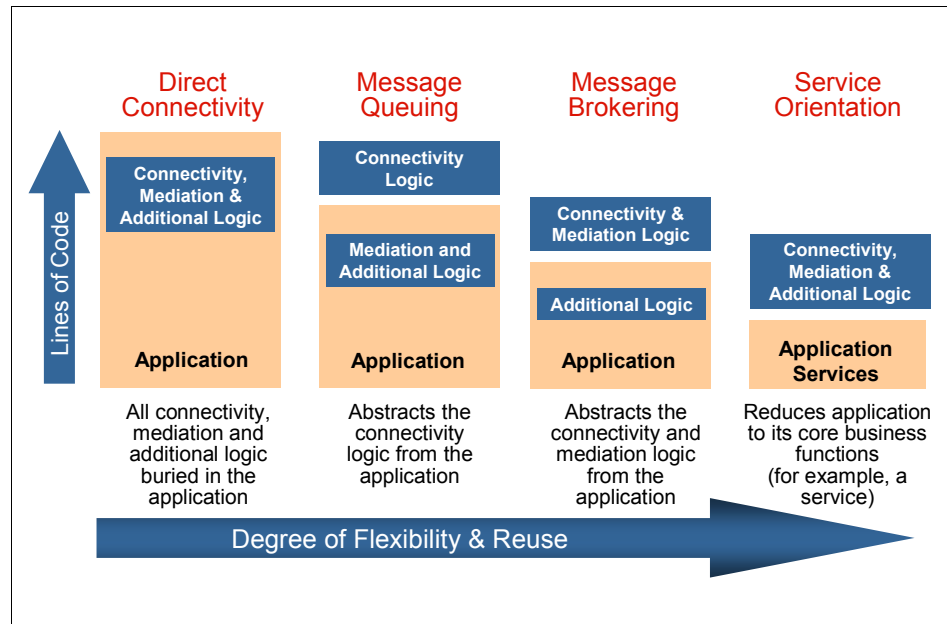 Direct
Connectivity
Message
Queuing
Message
Brokering
Service
Orientation
Lines of Code
Connectivity,
Mediation &
Additional Logic
Application
Connectivity
Logic
Mediation and
Additional Logic
Application
Connectivity &
Mediation Logic
Additional Logic
Application
Connectivity,
Mediation &
Additional Logic
Application
Services
All connectivity,
mediation and
additional logic
buried in the
application
Abstracts the
connectivity
logic from the
application
Abstracts the
connectivity and
mediation logic
from the
application
Reduces application
to its core business
functions
(for example, a
service)
Degree of Flexibility & Reuse